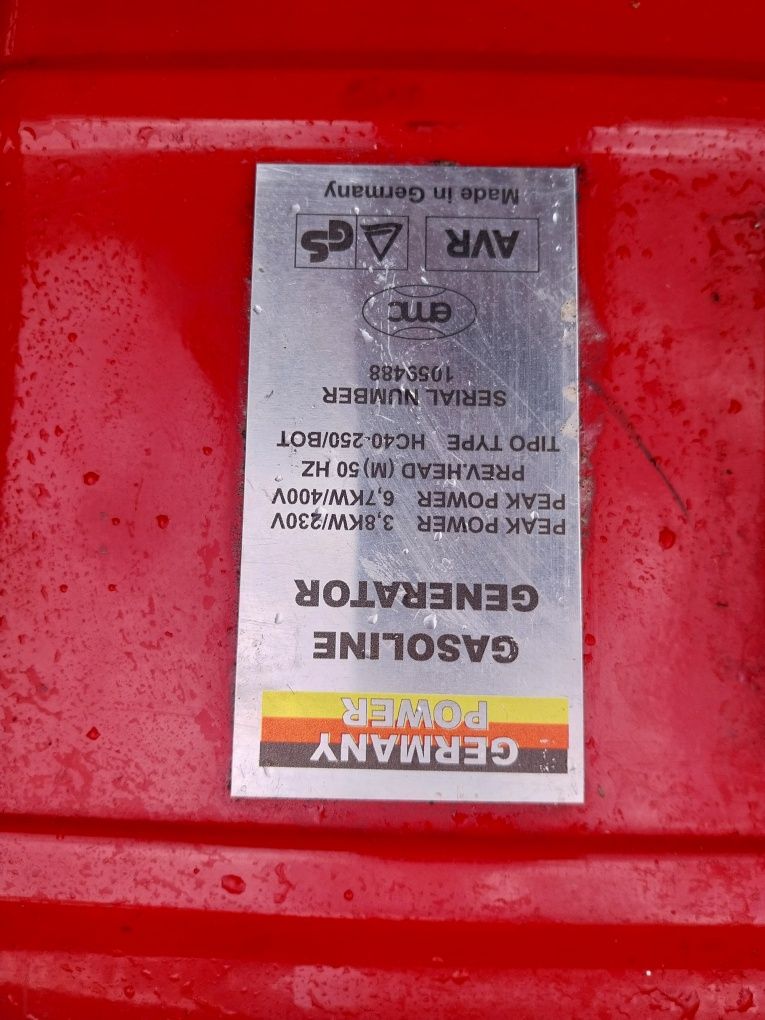 GERMANY
POWER
GASOLINE
GENERATOR
PEAK POWER 3,8KW/230V
PEAK POWER 6,7KW/400V
PREV.HEAD (M) 50 HZ
TIPO TYPE HC40-250/BOT
SERIAL NUMBER
1059488
emc
AVR GS
Made in Germany